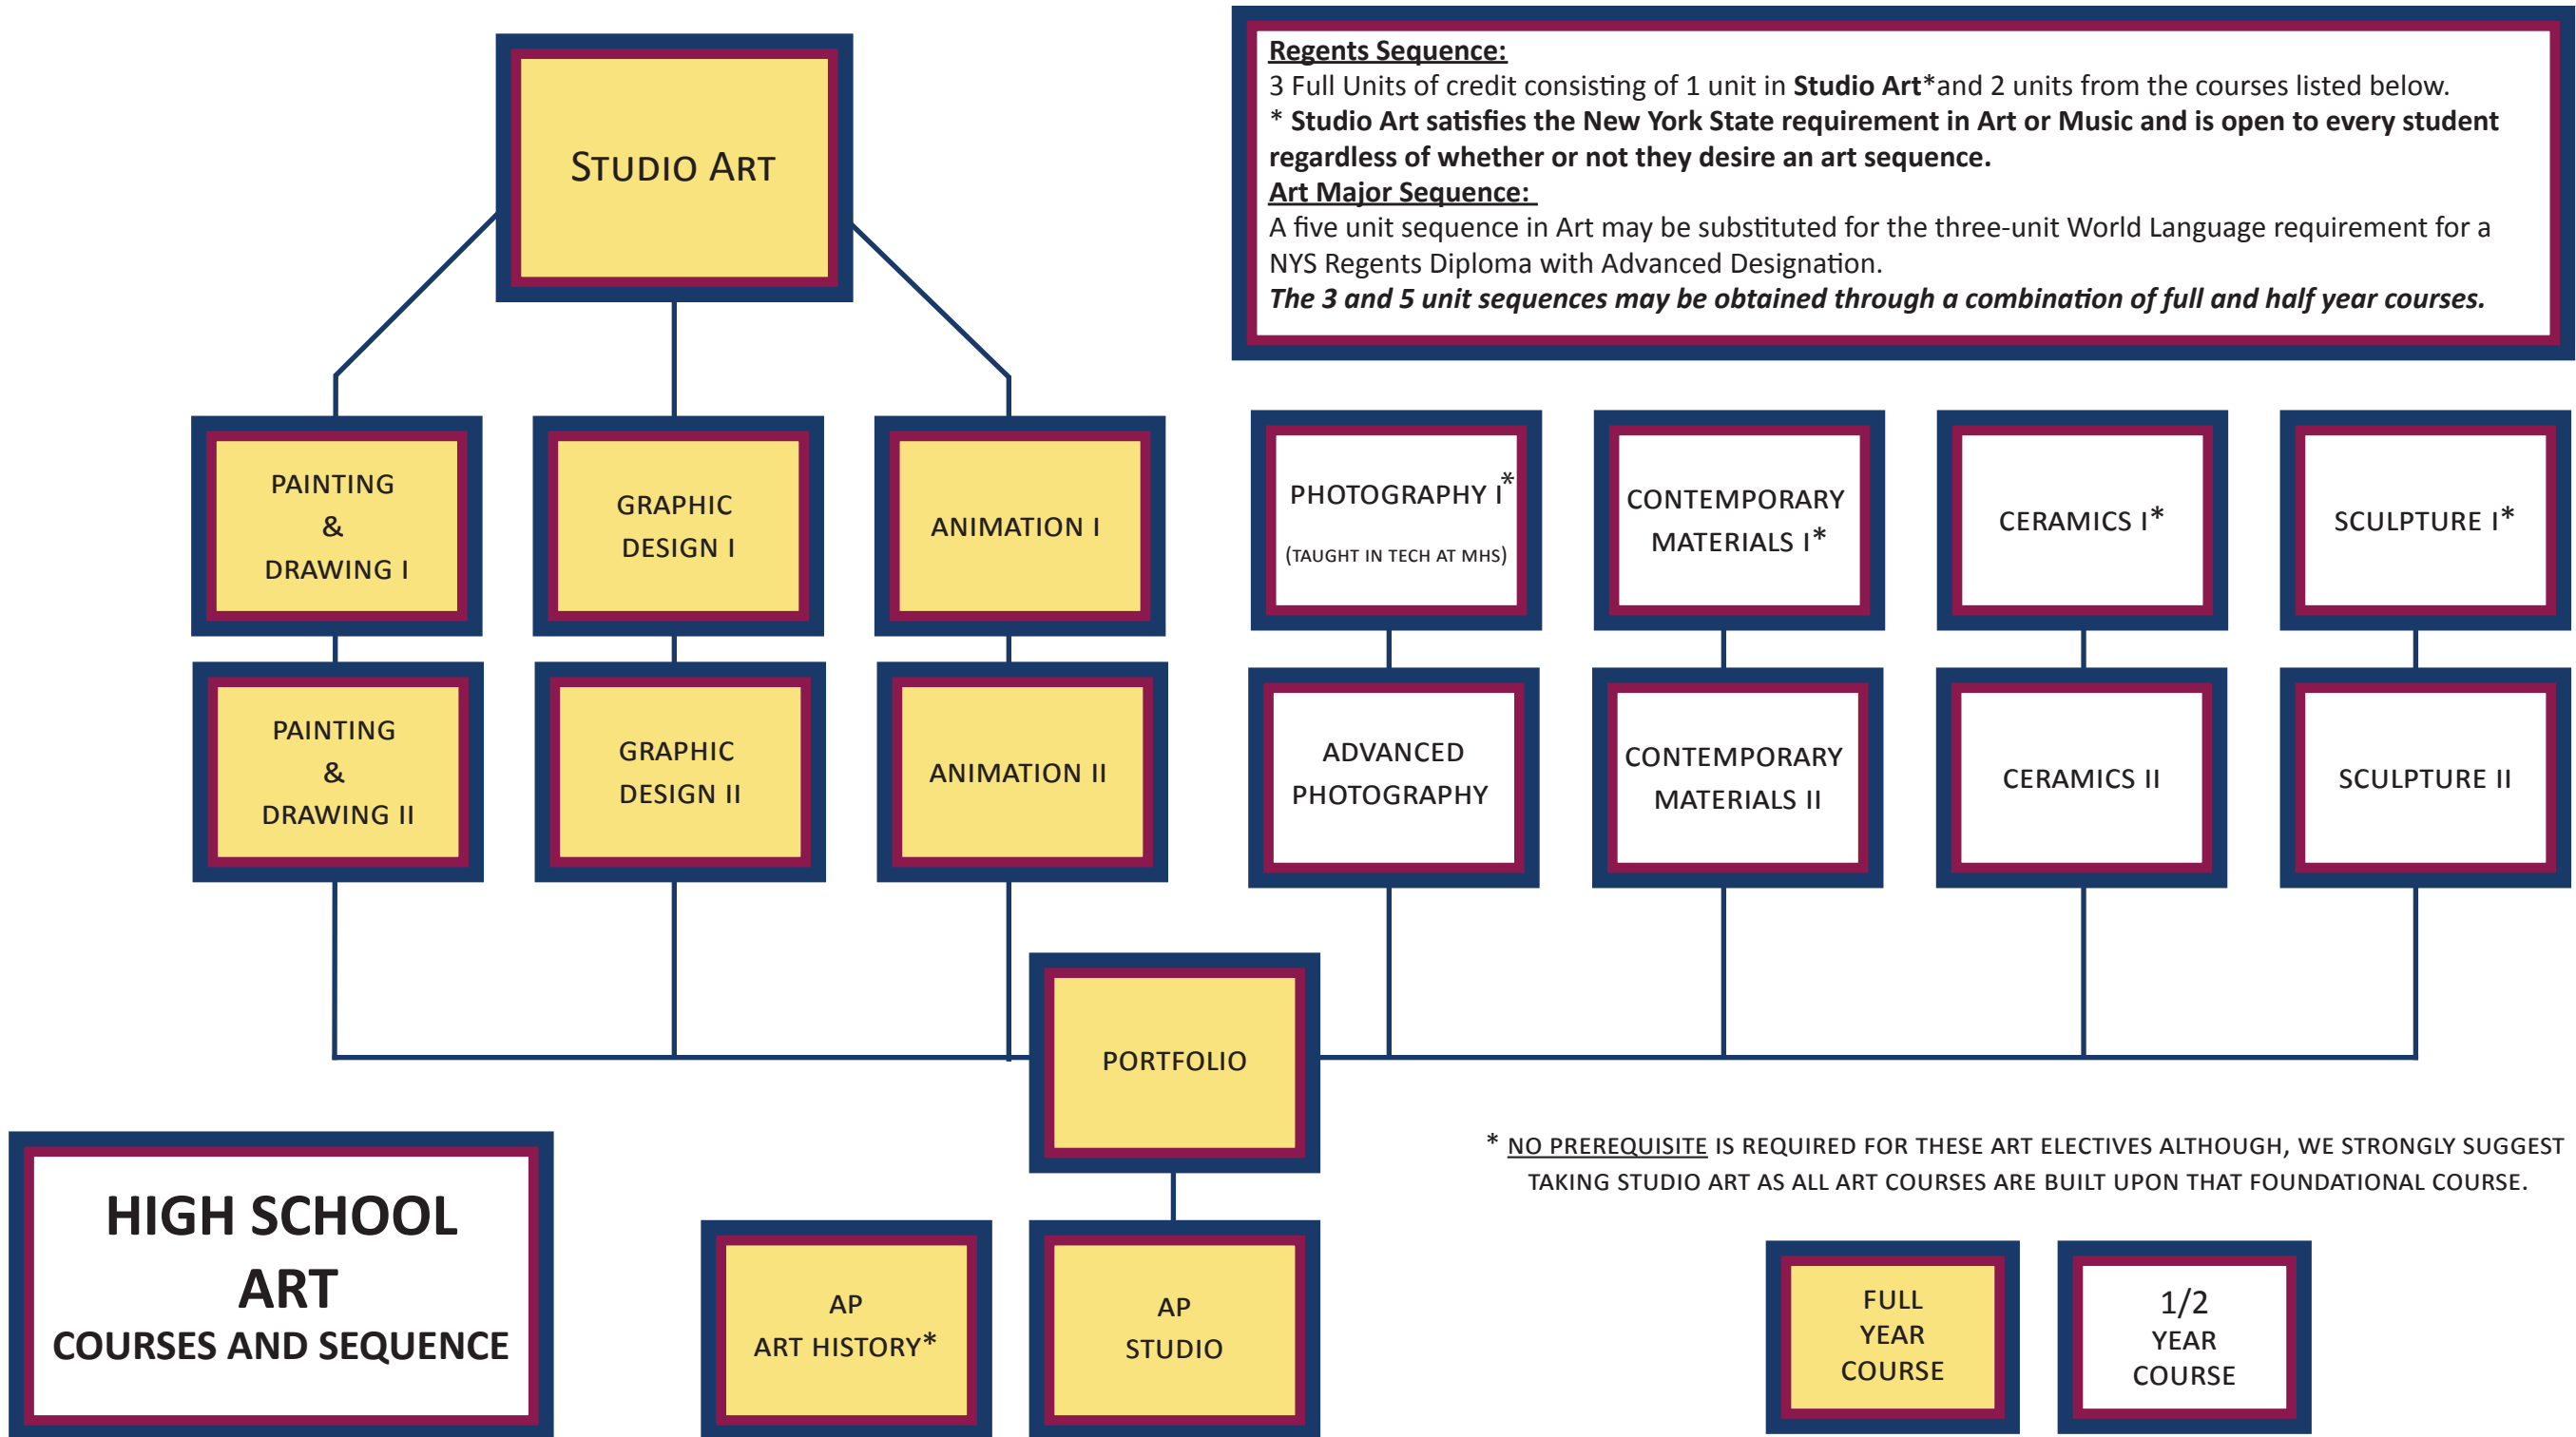 STUDIO ART
Regents Sequence:
3 Full Units of credit consisting of 1 unit in Studio Art*and 2 units from the courses listed below.
* Studio Art satisfies the New York State requirement in Art or Music and is open to every student
regardless of whether or not they desire an art sequence.
Art Major Sequence:
A five unit sequence in Art may be substituted for the three-unit World Language requirement for a
NYS Regents Diploma with Advanced Designation.
The 3 and 5 unit sequences may be obtained through a combination of full and half year courses.
PAINTING
&
DRAWING I
GRAPHIC
DESIGN I
ANIMATION I
PHOTOGRAPHY I*
(TAUGHT IN TECH AT MHS)
CONTEMPORARY
MATERIALS I*
CERAMICS I*
SCULPTURE I*
PAINTING
&
DRAWING II
GRAPHIC
DESIGN II
ANIMATION II
ADVANCED
PHOTOGRAPHY
CONTEMPORARY
MATERIALS II
CERAMICS II
SCULPTURE II
PORTFOLIO
* NO PREREQUISITE IS REQUIRED FOR THESE ART ELECTIVES ALTHOUGH, WE STRONGLY SUGGEST
TAKING STUDIO ART AS ALL ART COURSES ARE BUILT UPON THAT FOUNDATIONAL COURSE.
HIGH SCHOOL
ART
COURSES AND SEQUENCE
AP
ART HISTORY*
AP
STUDIO
FULL
YEAR
COURSE
1/2
YEAR
COURSE